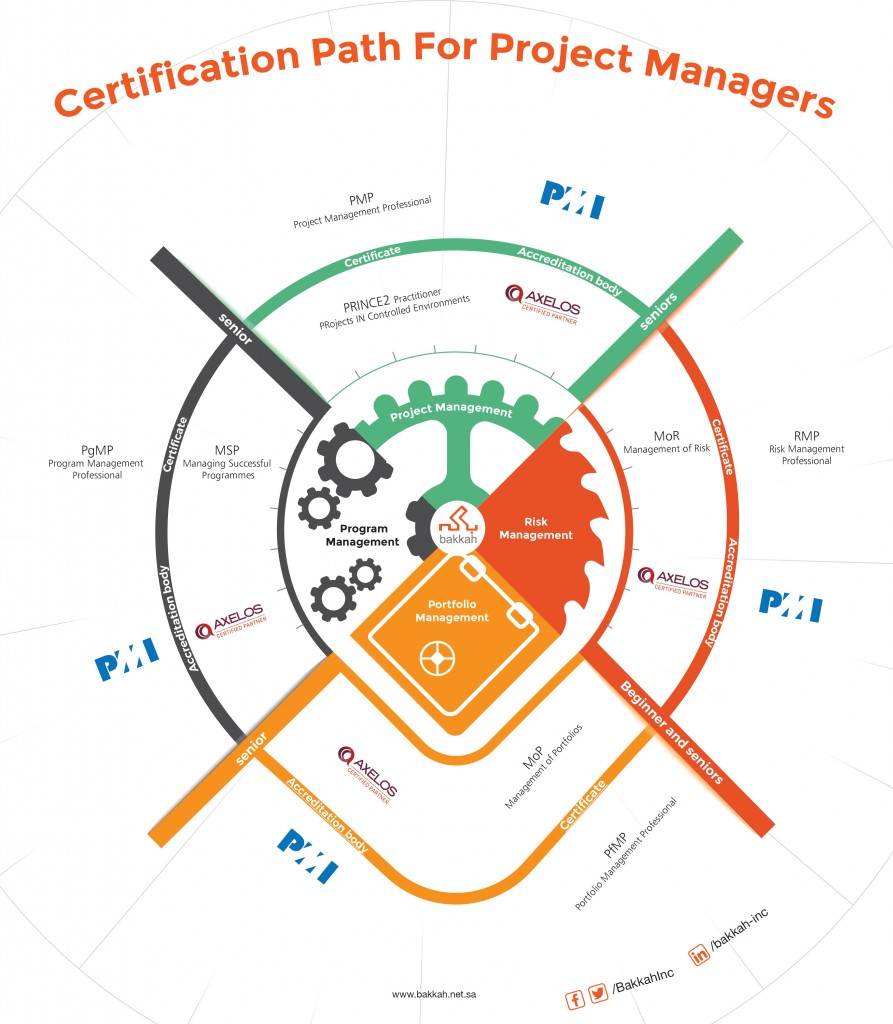 Certification Path For Project Managers
PMP
Project Management Professional
PMI
Certificate
Accreditation body
PRINCE2 Practitioner
PRojects IN Controlled Environments
AXELOS
CERTIFIED PARTNER
senior
seniors
Project Management
PgMP
Program Management
Professional
Certificate
MSP
Managing Successful
Programmes
MoR
Management of Risk
Certificate
RMP
Risk Management
Professional
Program
Management
بكه
bakkah
Risk
Management
Accreditation body
AXELOS
CERTIFIED PARTNER
PMI
Portfolio
Management
AXELOS
CERTIFIED PARTNER
Accreditation body
PMI
senior
Beginner and seniors
AXELOS
CERTIFIED PARTNER
MoP
Management of Portfolios
Accreditation body
Certificate
PMI
PfMP
Portfolio Management Professional
www.bakkah.net.sa
f
/BakkahInc
in
/bakkah-inc